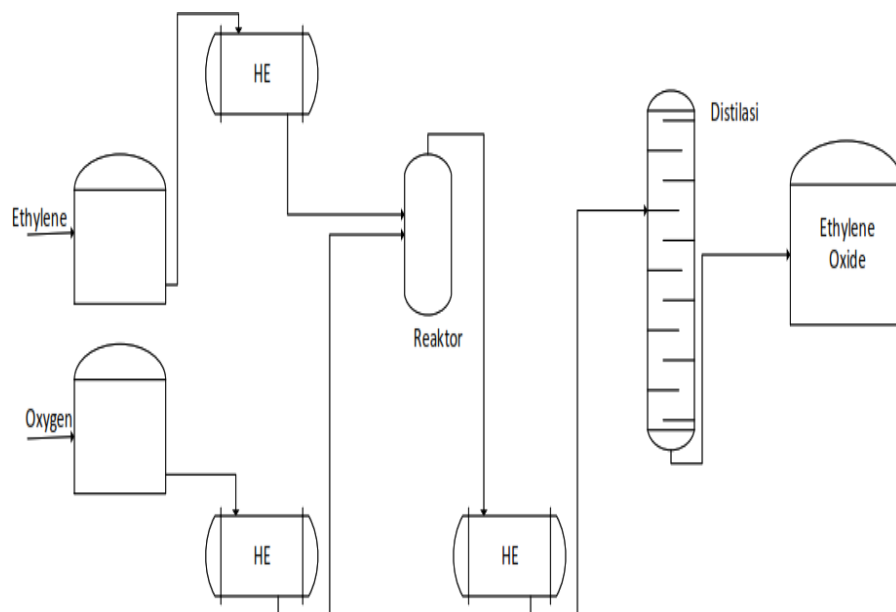 HE
Distilasi
Ethylene
Ethylene
Oxide
Reaktor
Oxygen
HE
HE